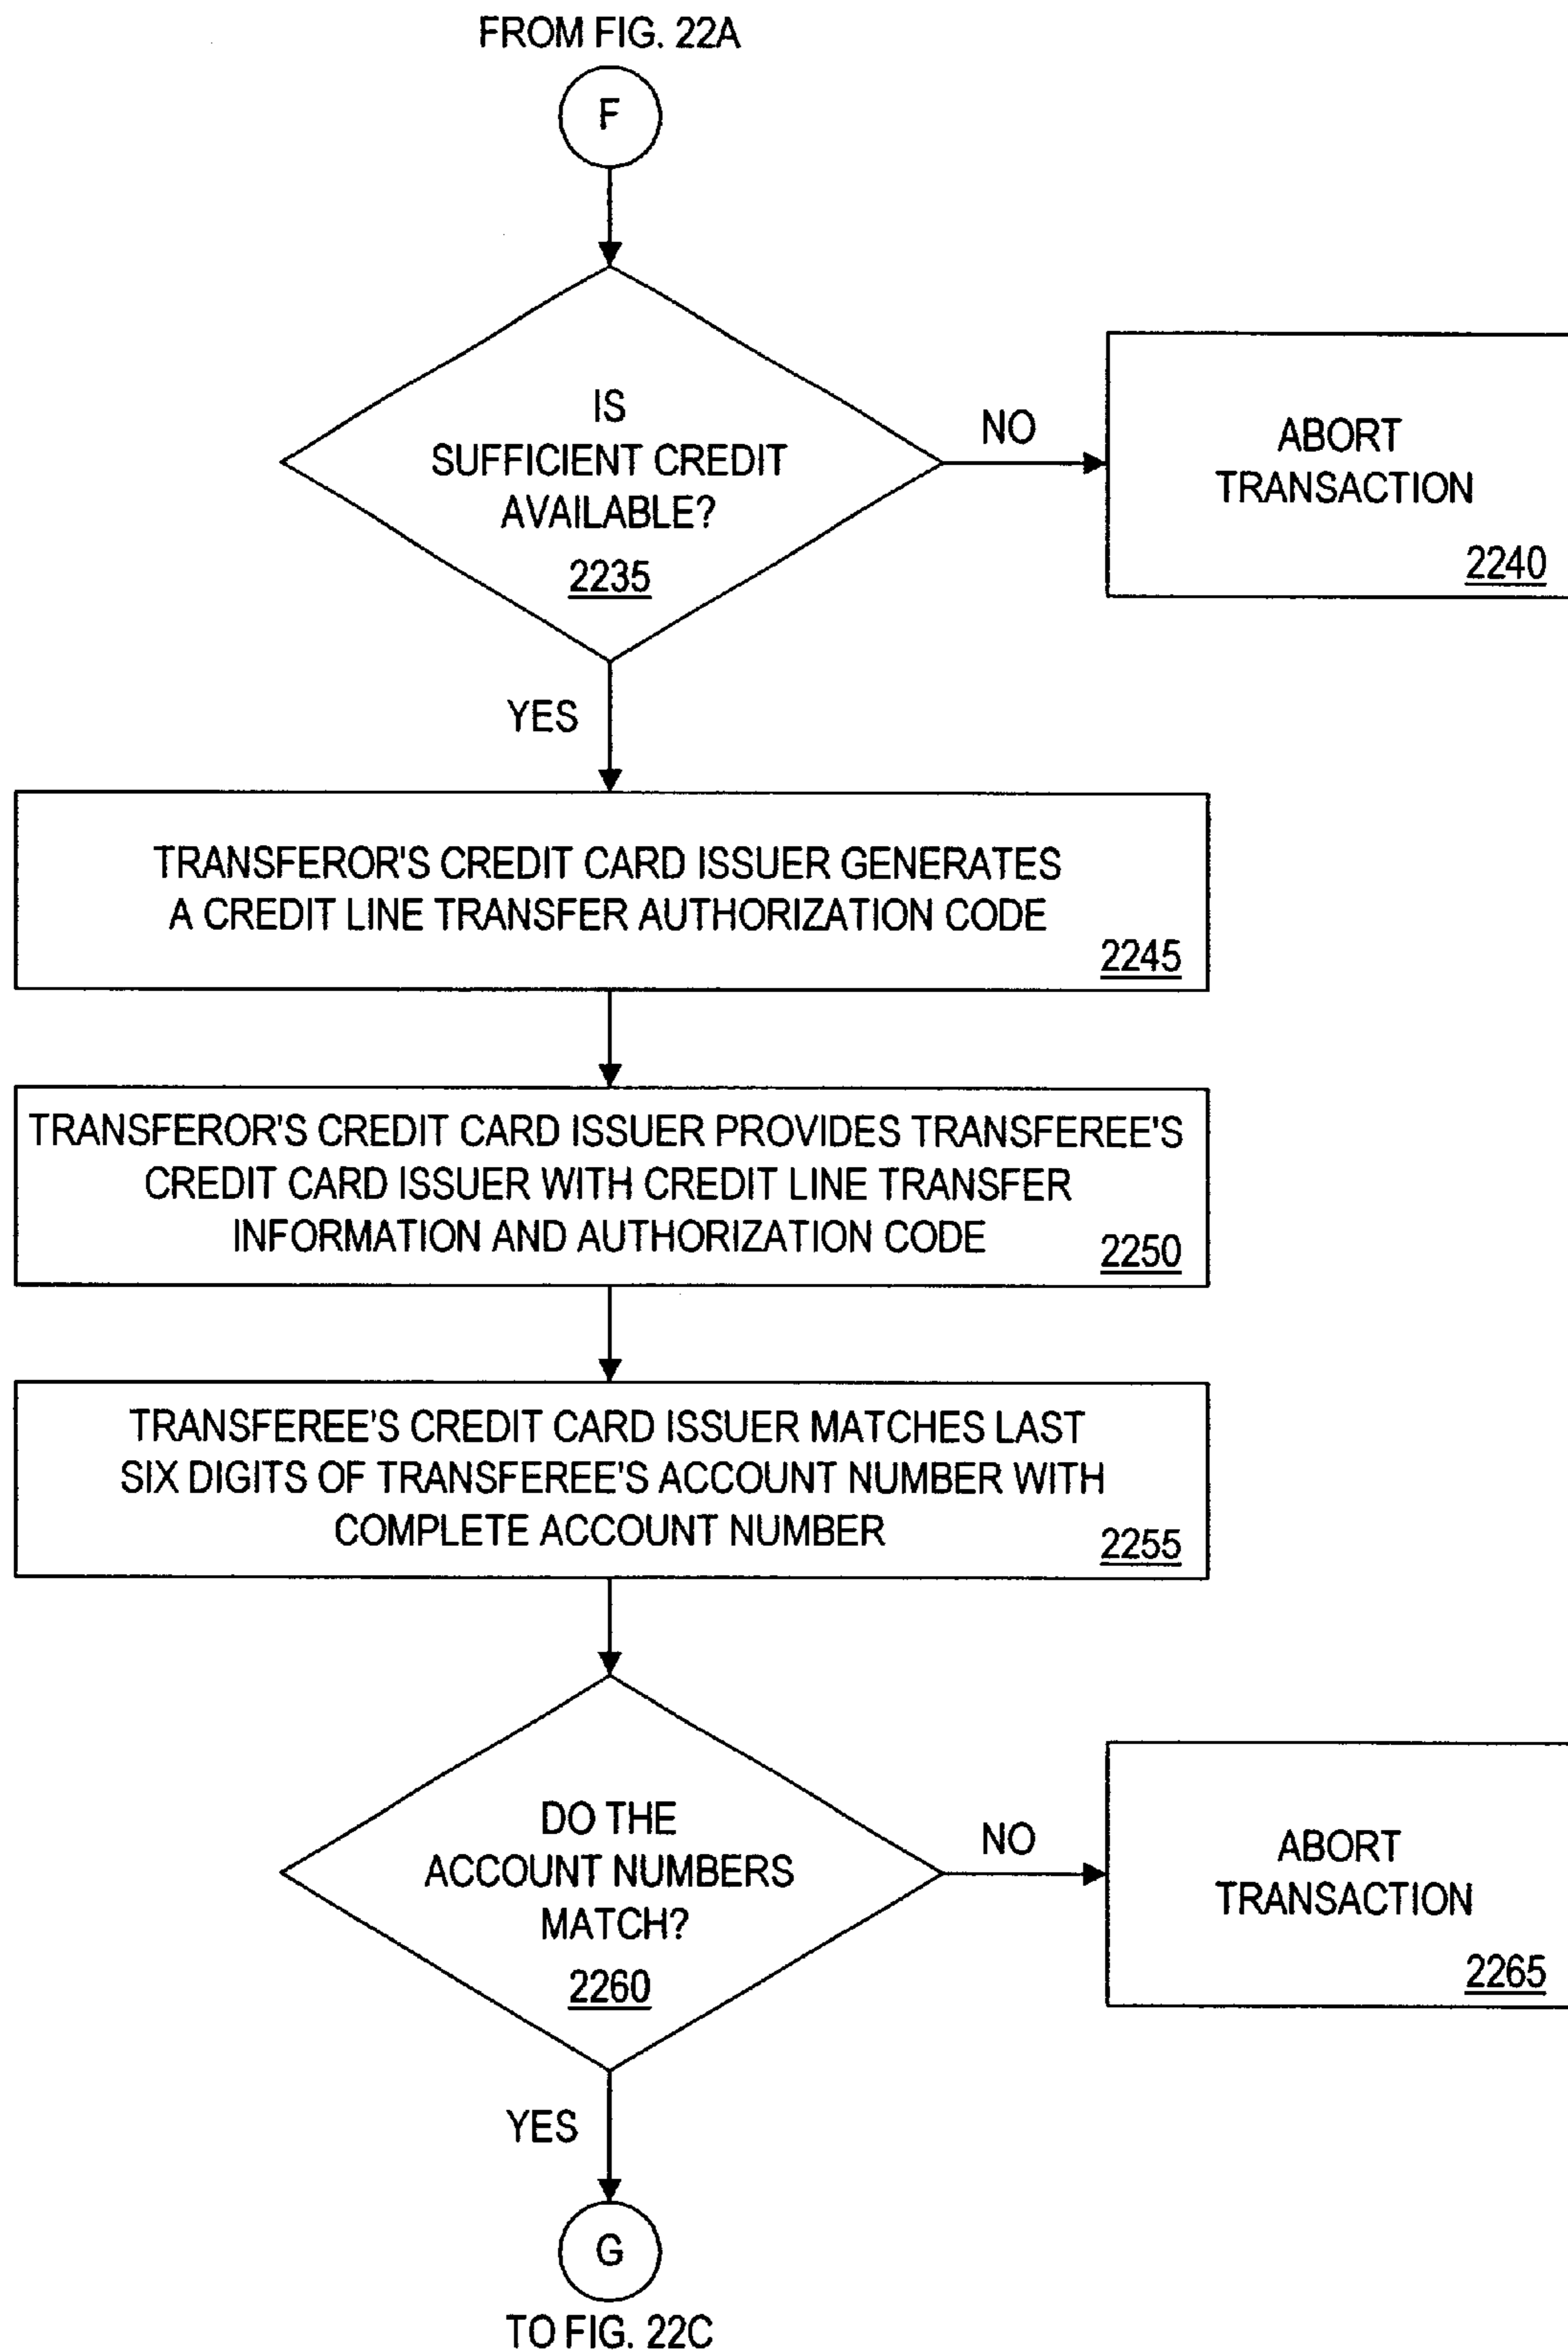 FROM FIG. 22A
F
IS
SUFFICIENT CREDIT
AVAILABLE?
2235
NO
ABORT
TRANSACTION
2240
YES
TRANSFEROR'S CREDIT CARD ISSUER GENERATES
A CREDIT LINE TRANSFER AUTHORIZATION CODE
2245
TRANSFEROR'S CREDIT CARD ISSUER PROVIDES TRANSFEREE'S
CREDIT CARD ISSUER WITH CREDIT LINE TRANSFER
INFORMATION AND AUTHORIZATION CODE
2250
TRANSFEREE'S CREDIT CARD ISSUER MATCHES LAST
SIX DIGITS OF TRANSFEREE'S ACCOUNT NUMBER WITH
COMPLETE ACCOUNT NUMBER
2255
DO THE
ACCOUNT NUMBERS
MATCH?
2260
NO
ABORT
TRANSACTION
2265
YES
G
TO FIG. 22C